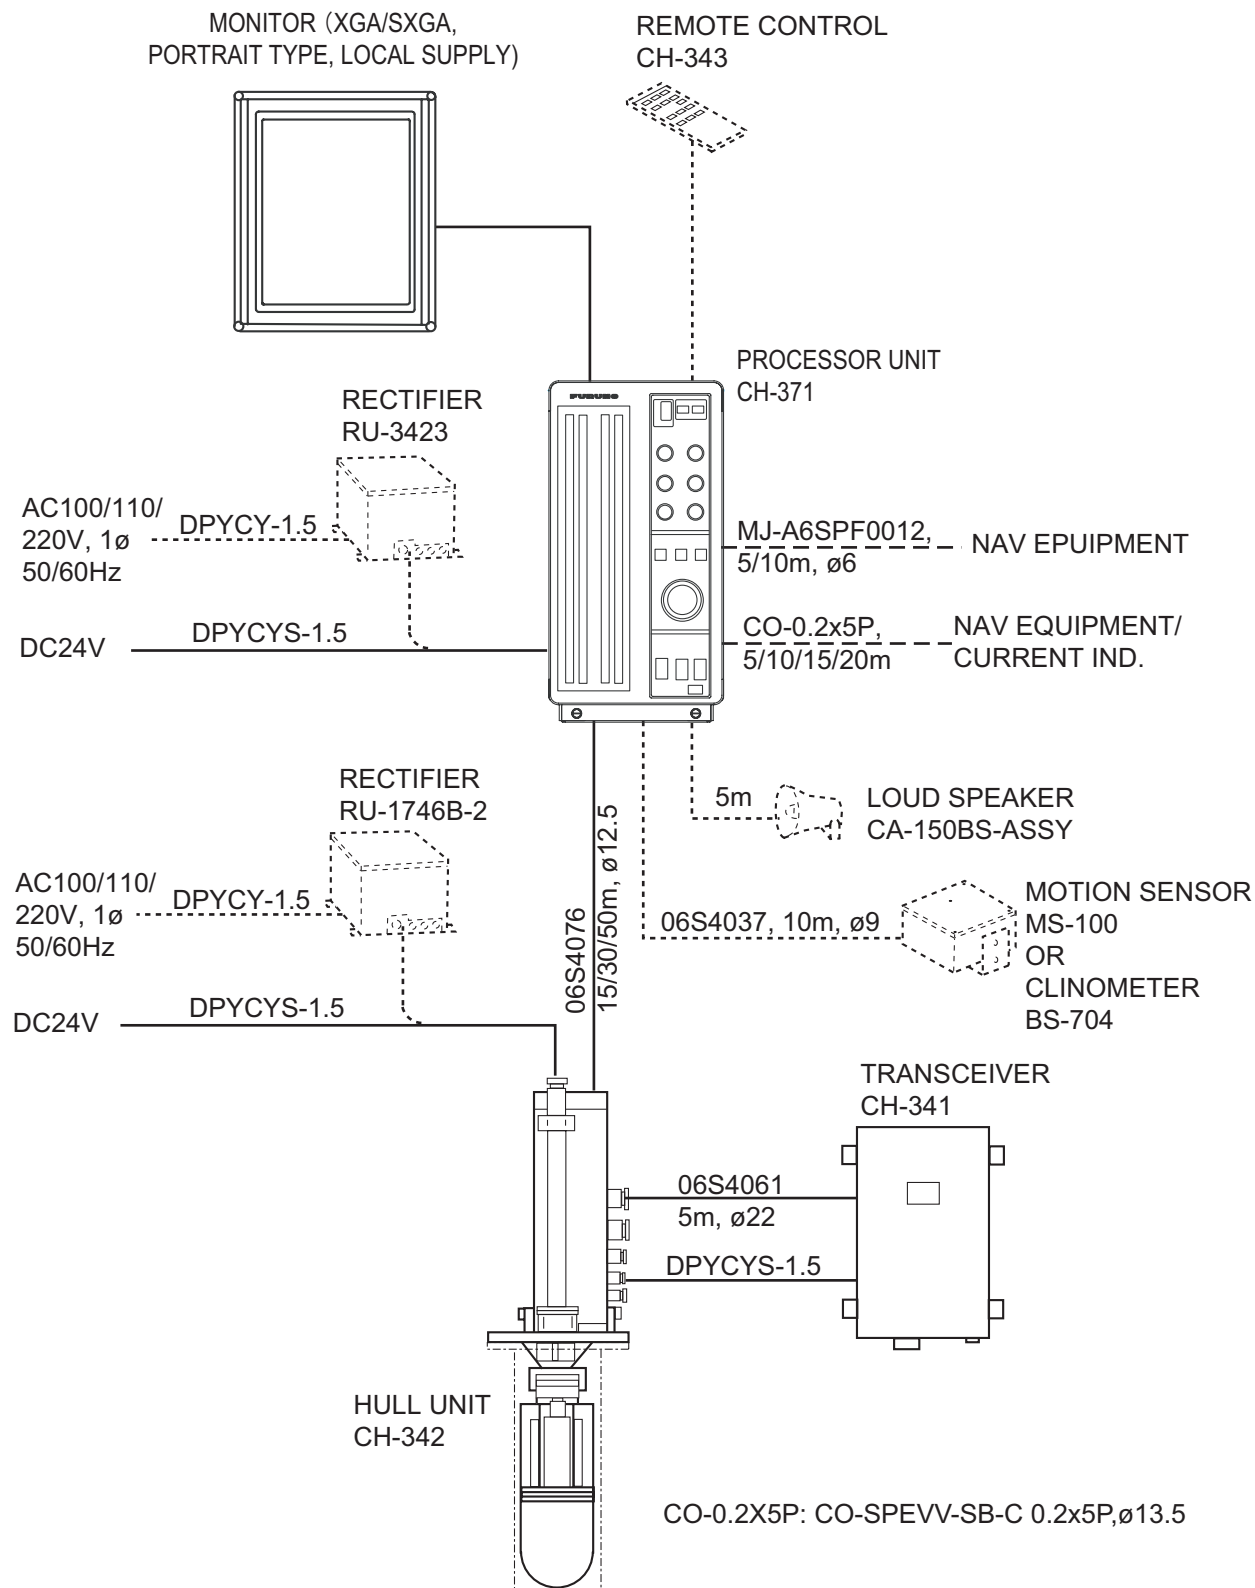 MONITOR (XGA/SXGA,
PORTRAIT TYPE, LOCAL SUPPLY)
REMOTE CONTROL
CH-343
PROCESSOR UNIT
CH-371
FURUNO
RECTIFIER
RU-3423
AC100/110/
220V, 1ø
50/60Hz
DPYCY-1.5
MJ-A6SPF0012,
5/10m, ø6
NAV EPUIPMENT
DC24V
DPYCYS-1.5
CO-0.2x5P,
5/10/15/20m
NAV EQUIPMENT/
CURRENT IND.
RECTIFIER
RU-1746B-2
5m
LOUD SPEAKER
CA-150BS-ASSY
AC100/110/
220V, 1ø
50/60Hz
DPYCY-1.5
06S4076
15/30/50m, ø12.5
06S4037, 10m, ø9
MOTION SENSOR
MS-100
OR
CLINOMETER
BS-704
DC24V
DPYCYS-1.5
TRANSCEIVER
CH-341
06S4061
5m, ø22
DPYCYS-1.5
HULL UNIT
CH-342
CO-0.2X5P: CO-SPEVV-SB-C 0.2x5P,ø13.5